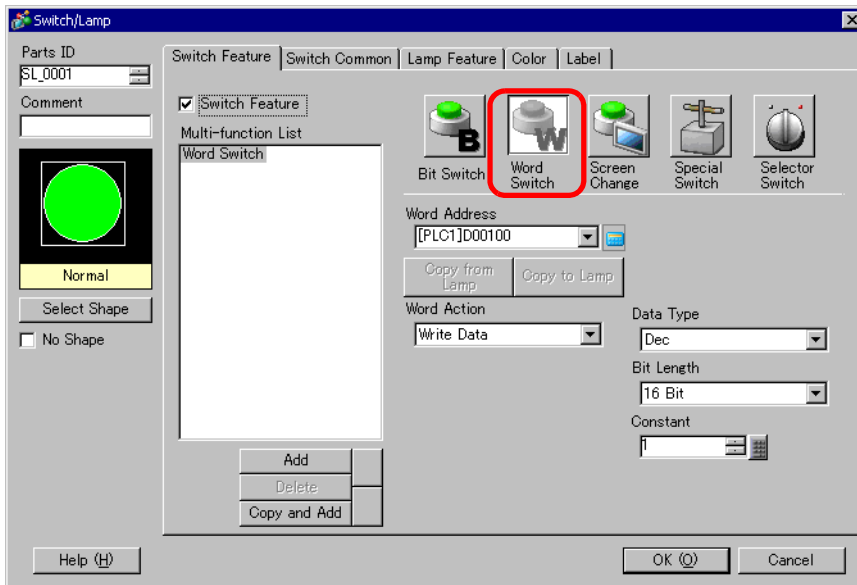 Switch/Lamp
Parts ID
SL_0001
Comment
Normal
Select Shape
No Shape
Switch Feature
Switch Common
Lamp Feature
Color
Label
Switch Feature
Multi-function List
Word Switch
Add
Delete
Copy and Add
B
Bit Switch
W
Word
Switch
Screen
Change
Special
Switch
Selector
Switch
Word Address
[PLC1]D00100
Copy from
Lamp
Copy to Lamp
Word Action
Write Data
Data Type
Dec
Bit Length
16 Bit
Constant
1
Help (H)
OK (O)
Cancel